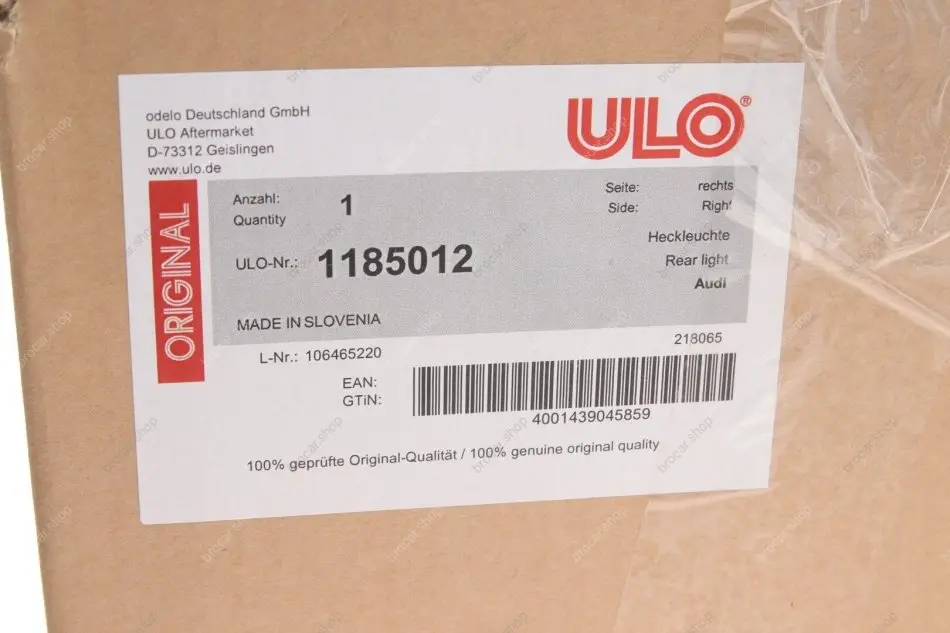 odelo Deutschland GmbH
ULO Aftermarket
D-73312 Geislingen
www.ulo.de
ULO®
ORIGINAL
Anzahl: 1
Quantity
Seite: rechts
Side: Right
ULO-Nr.: 1185012
Heckleuchte
Rear light
Audi
MADE IN SLOVENIA
L-Nr.: 106465220
218065
EAN:
GTiN:
4001439045859
100% geprüfte Original-Qualität / 100% genuine original quality
brocar.shop